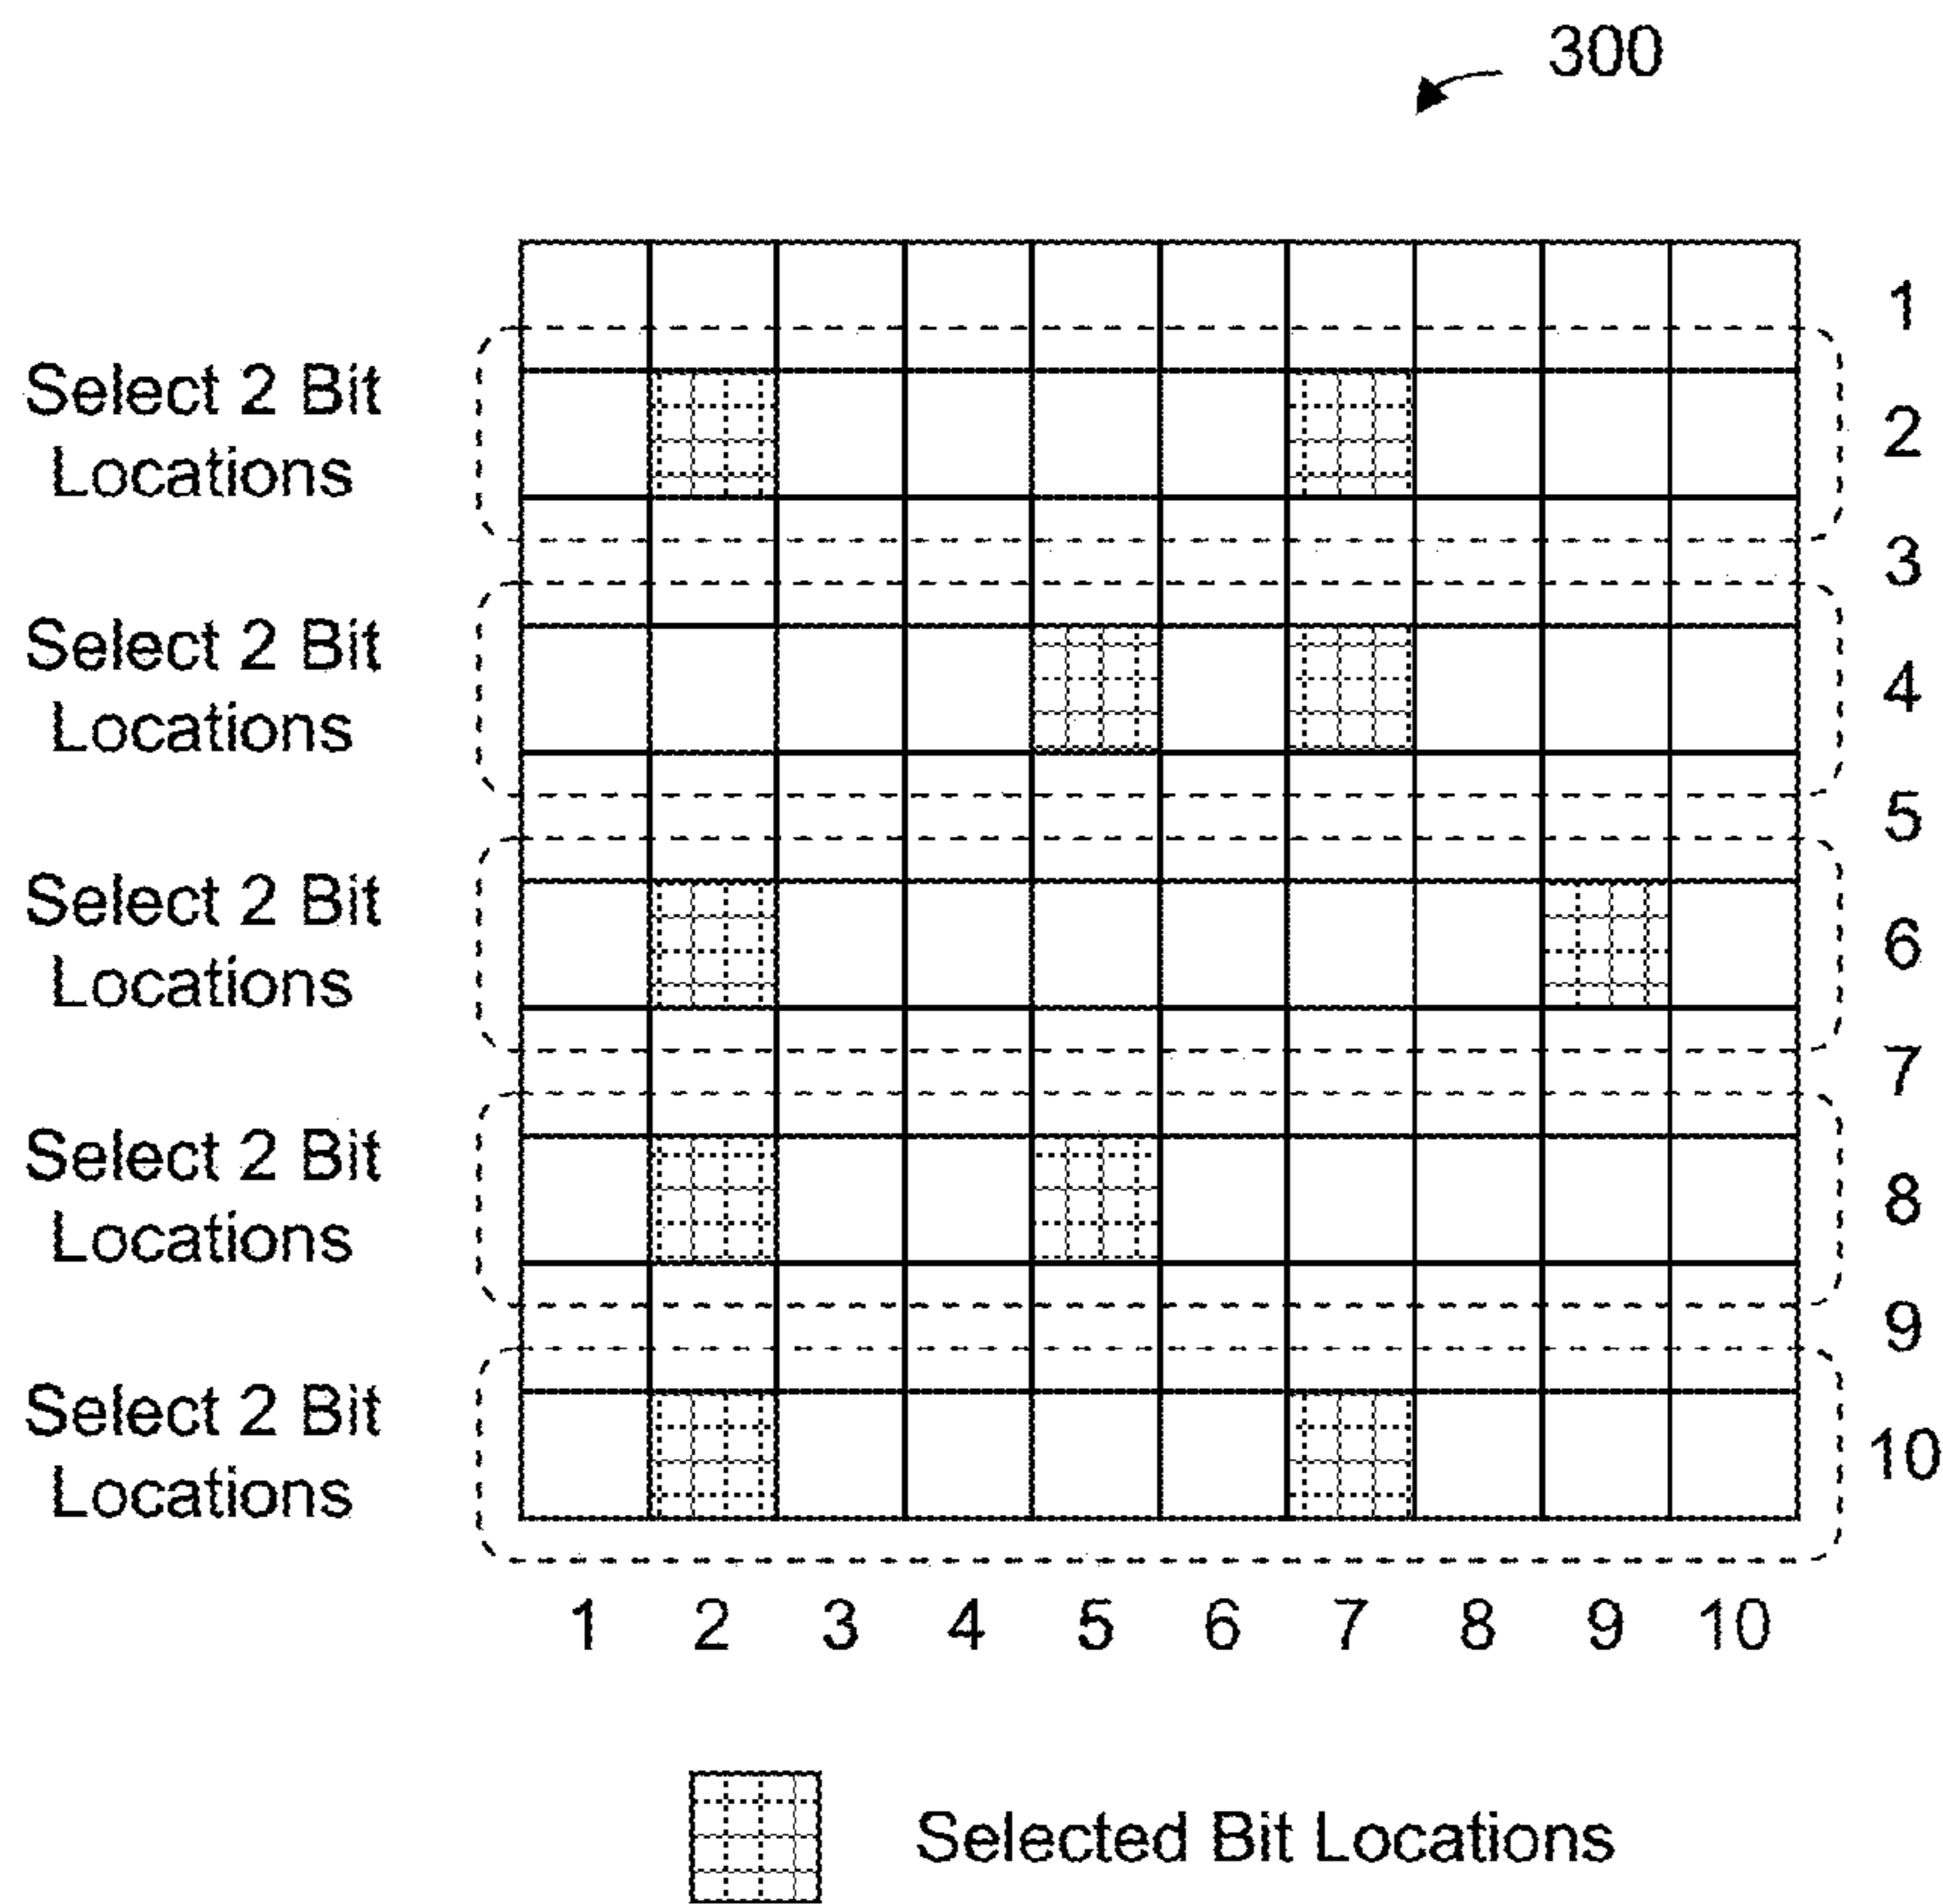 300
1
Select 2 Bit
Locations
2
3
Select 2 Bit
Locations
4
5
Select 2 Bit
Locations
6
7
Select 2 Bit
Locations
8
9
Select 2 Bit
Locations
10
1 2 3 4 5 6 7 8 9 10
Selected Bit Locations